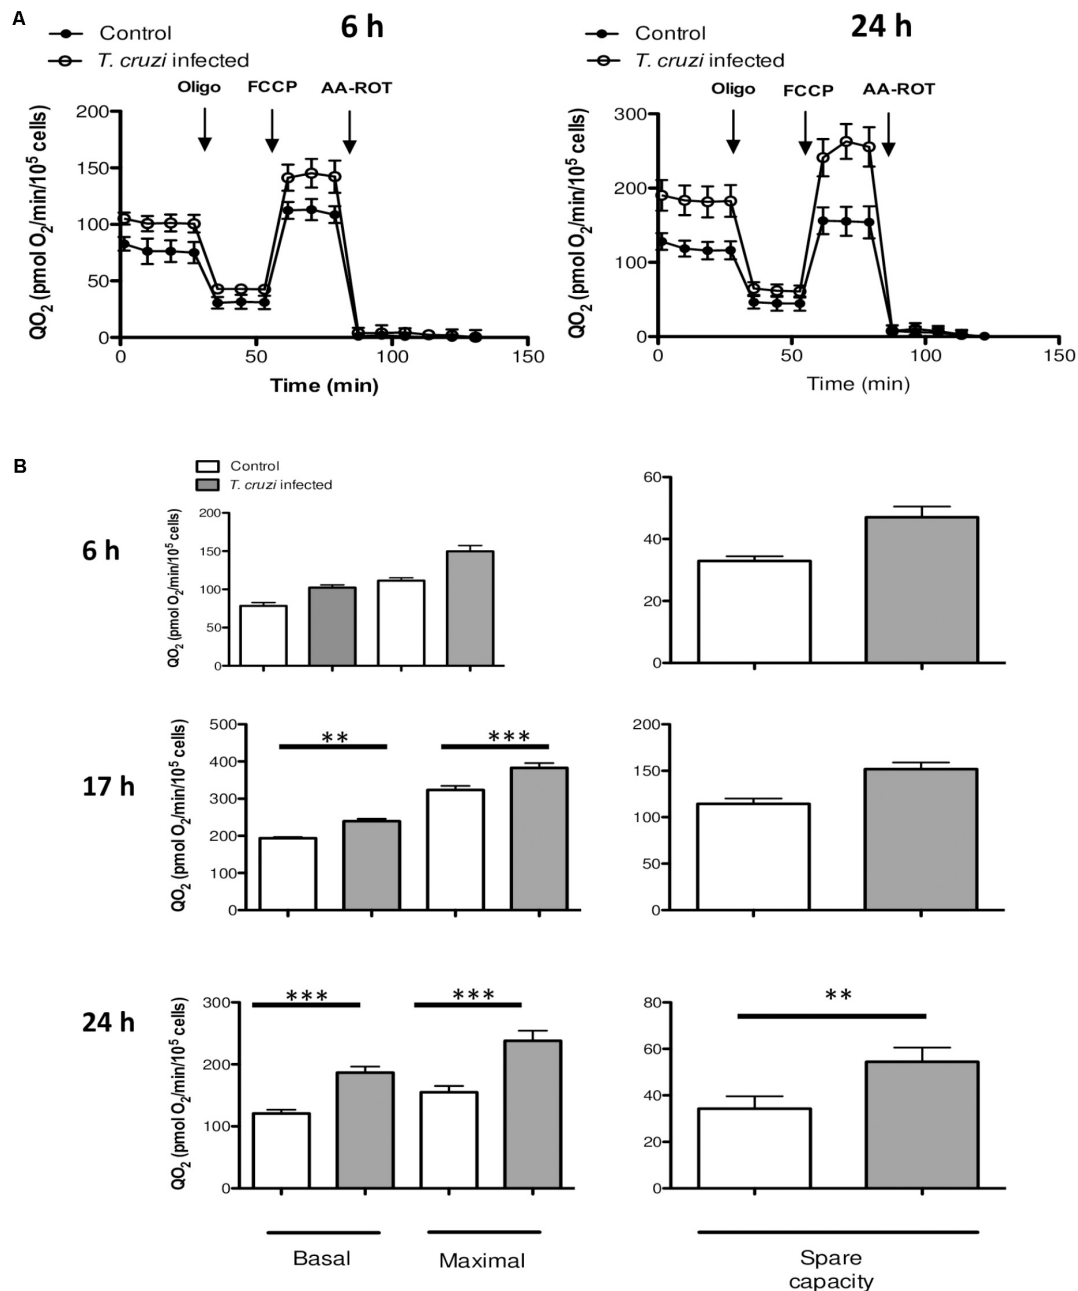 A
6 h
Control
T. cruzi infected
Oligo FCCP AA-ROT
QO2 (pmol O2/min/10^5 cells)
200
150
100
50
0
0 50 100 150
Time (min)
24 h
Control
T. cruzi infected
Oligo FCCP AA-ROT
QO2 (pmol O2/min/10^5 cells)
300
200
100
0
0 50 100 150
Time (min)
B
Control
T. cruzi infected
6 h
QO2 (pmol O2/min/10^5 cells)
200
150
100
50
0
60
40
20
0
17 h
QO2 (pmol O2/min/10^5 cells)
500
400
300
200
100
0
** ***
200
150
100
50
0
24 h
QO2 (pmol O2/min/10^5 cells)
300
200
100
0
*** ***
80
60
40
20
0
**
Basal
Maximal
Spare
capacity